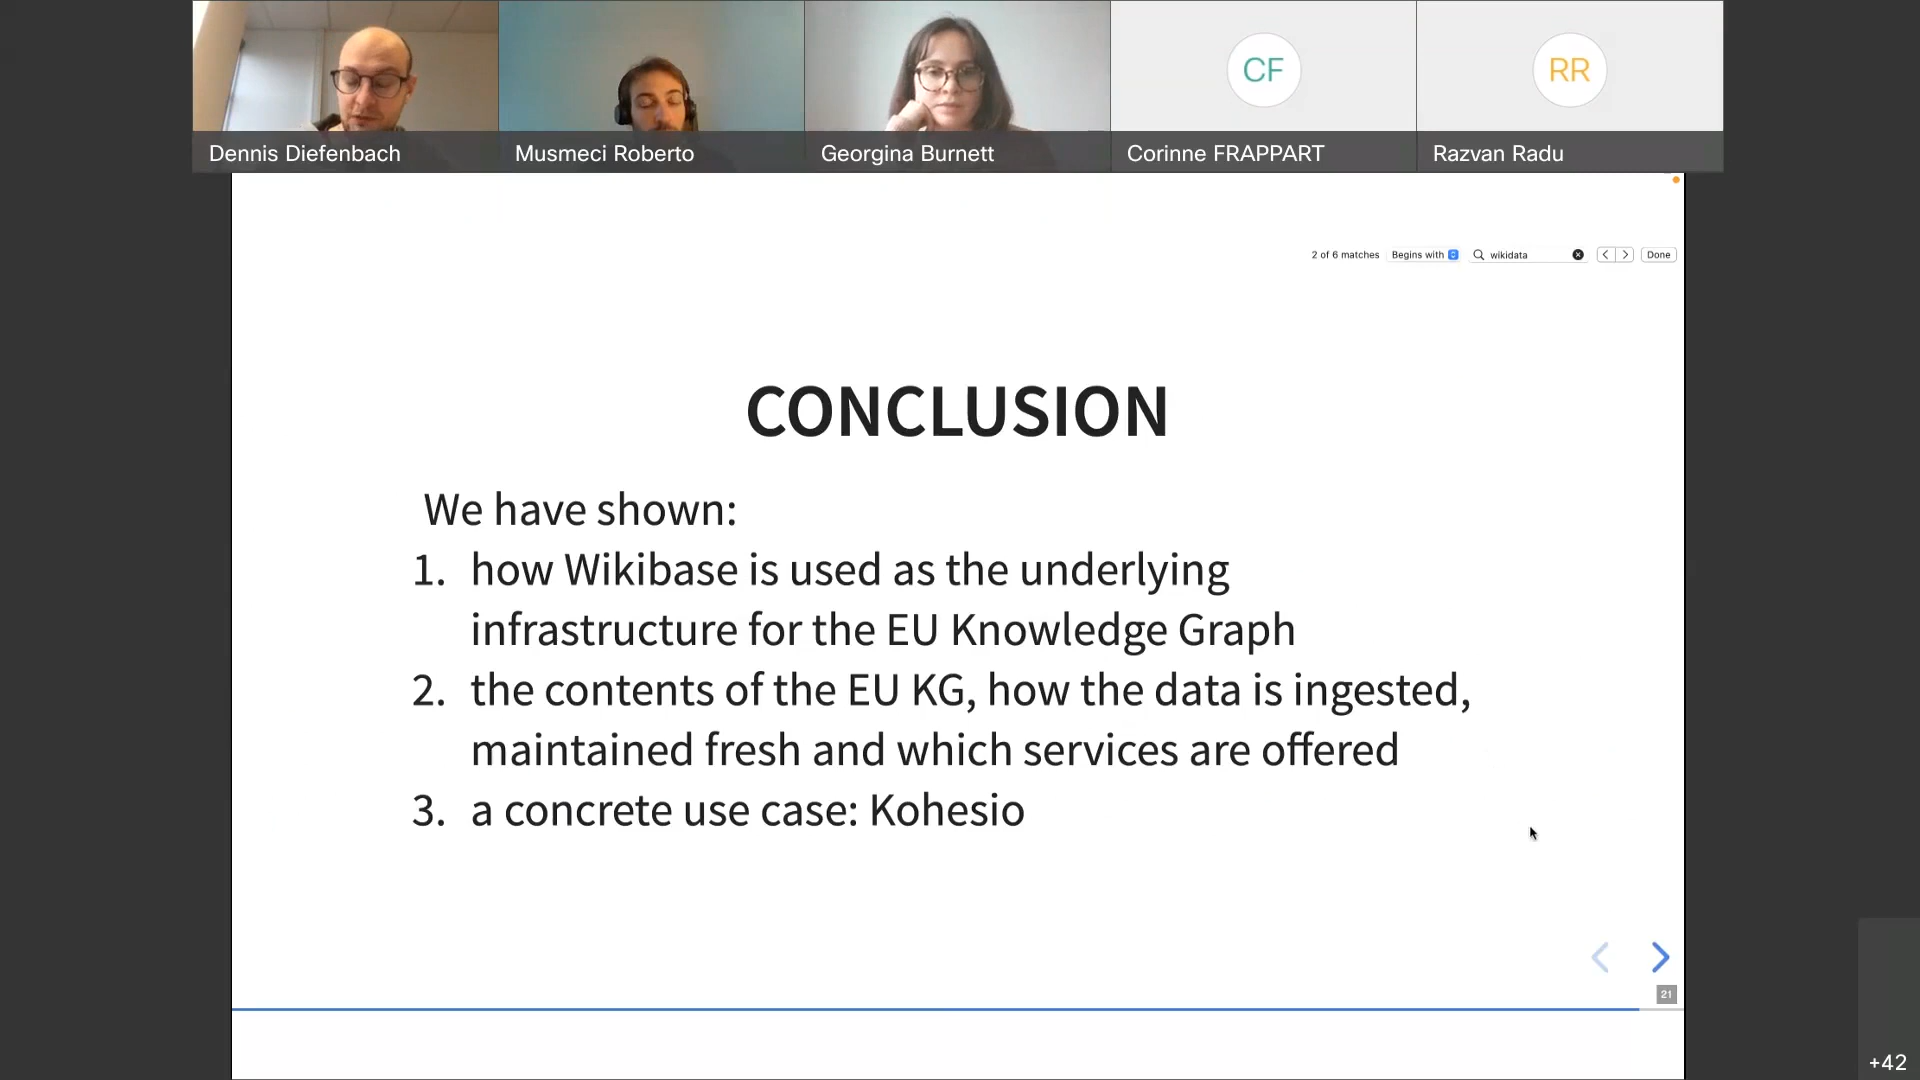 CF
RR
Dennis Diefenbach
Musmeci Roberto
Georgina Burnett
Corinne FRAPPART
Razvan Radu
2 of 6 matches Begins with wikidata Done
CONCLUSION
We have shown:
1. how Wikibase is used as the underlying
infrastructure for the EU Knowledge Graph
2. the contents of the EU KG, how the data is ingested,
maintained fresh and which services are offered
3. a concrete use case: Kohesio
21
+42